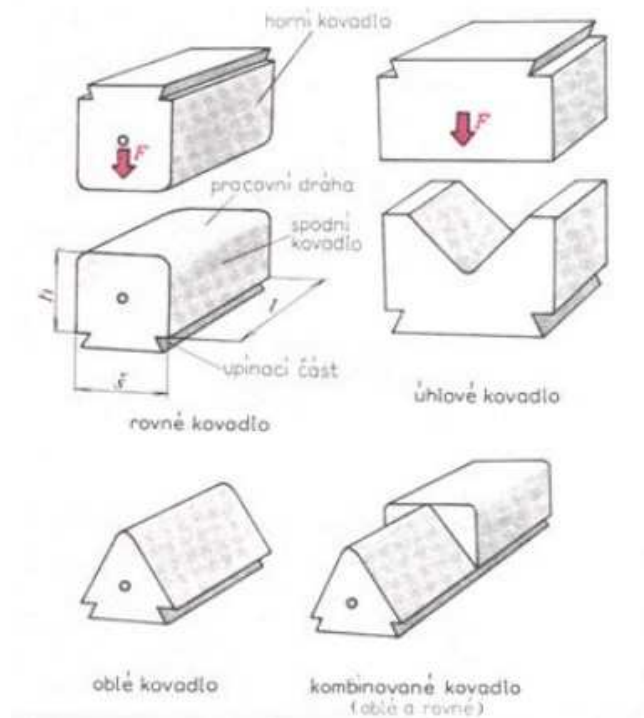 horní kovadlo
F
F
pracovní dráha
spodní
kovadlo
h
l
š
upínací část
rovné kovadlo
úhlové kovadlo
oblé kovadlo
kombinované kovadlo
(oblé a rovné)